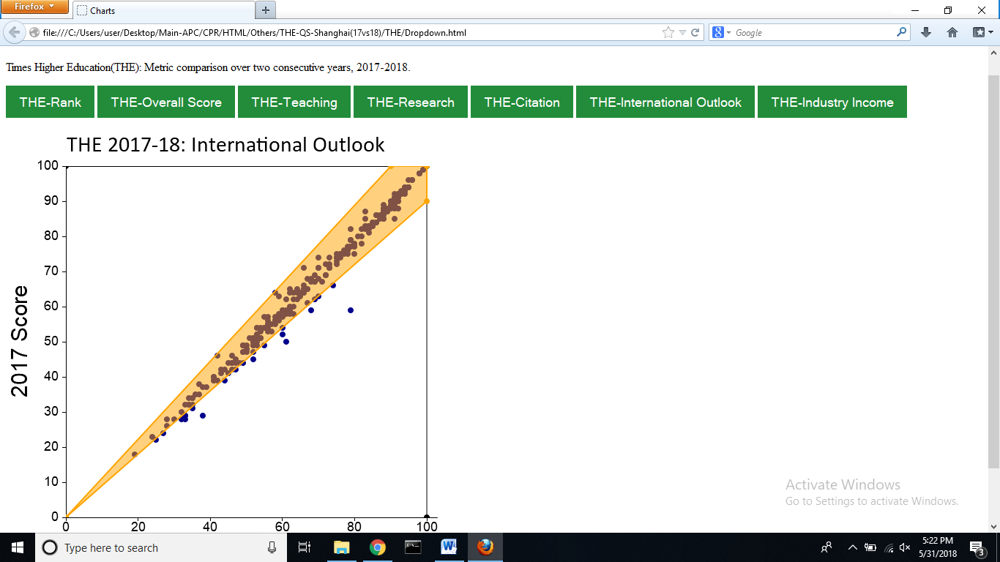 Firefox
Charts
file:///C:/Users/user/Desktop/Main-APC/CPR/HTML/Others/THE-QS-Shanghai(17vs18)/THE/Dropdown.html
Google
Times Higher Education(THE): Metric comparison over two consecutive years, 2017-2018.
THE-Rank THE-Overall Score THE-Teaching THE-Research THE-Citation THE-International Outlook THE-Industry Income
THE 2017-18: International Outlook
100
90
80
70
60
50
40
30
20
10
0
2017 Score
0 20 40 60 80 100
Activate Windows
Go to Settings to activate Windows.
Type here to search
5:22 PM
5/31/2018
3